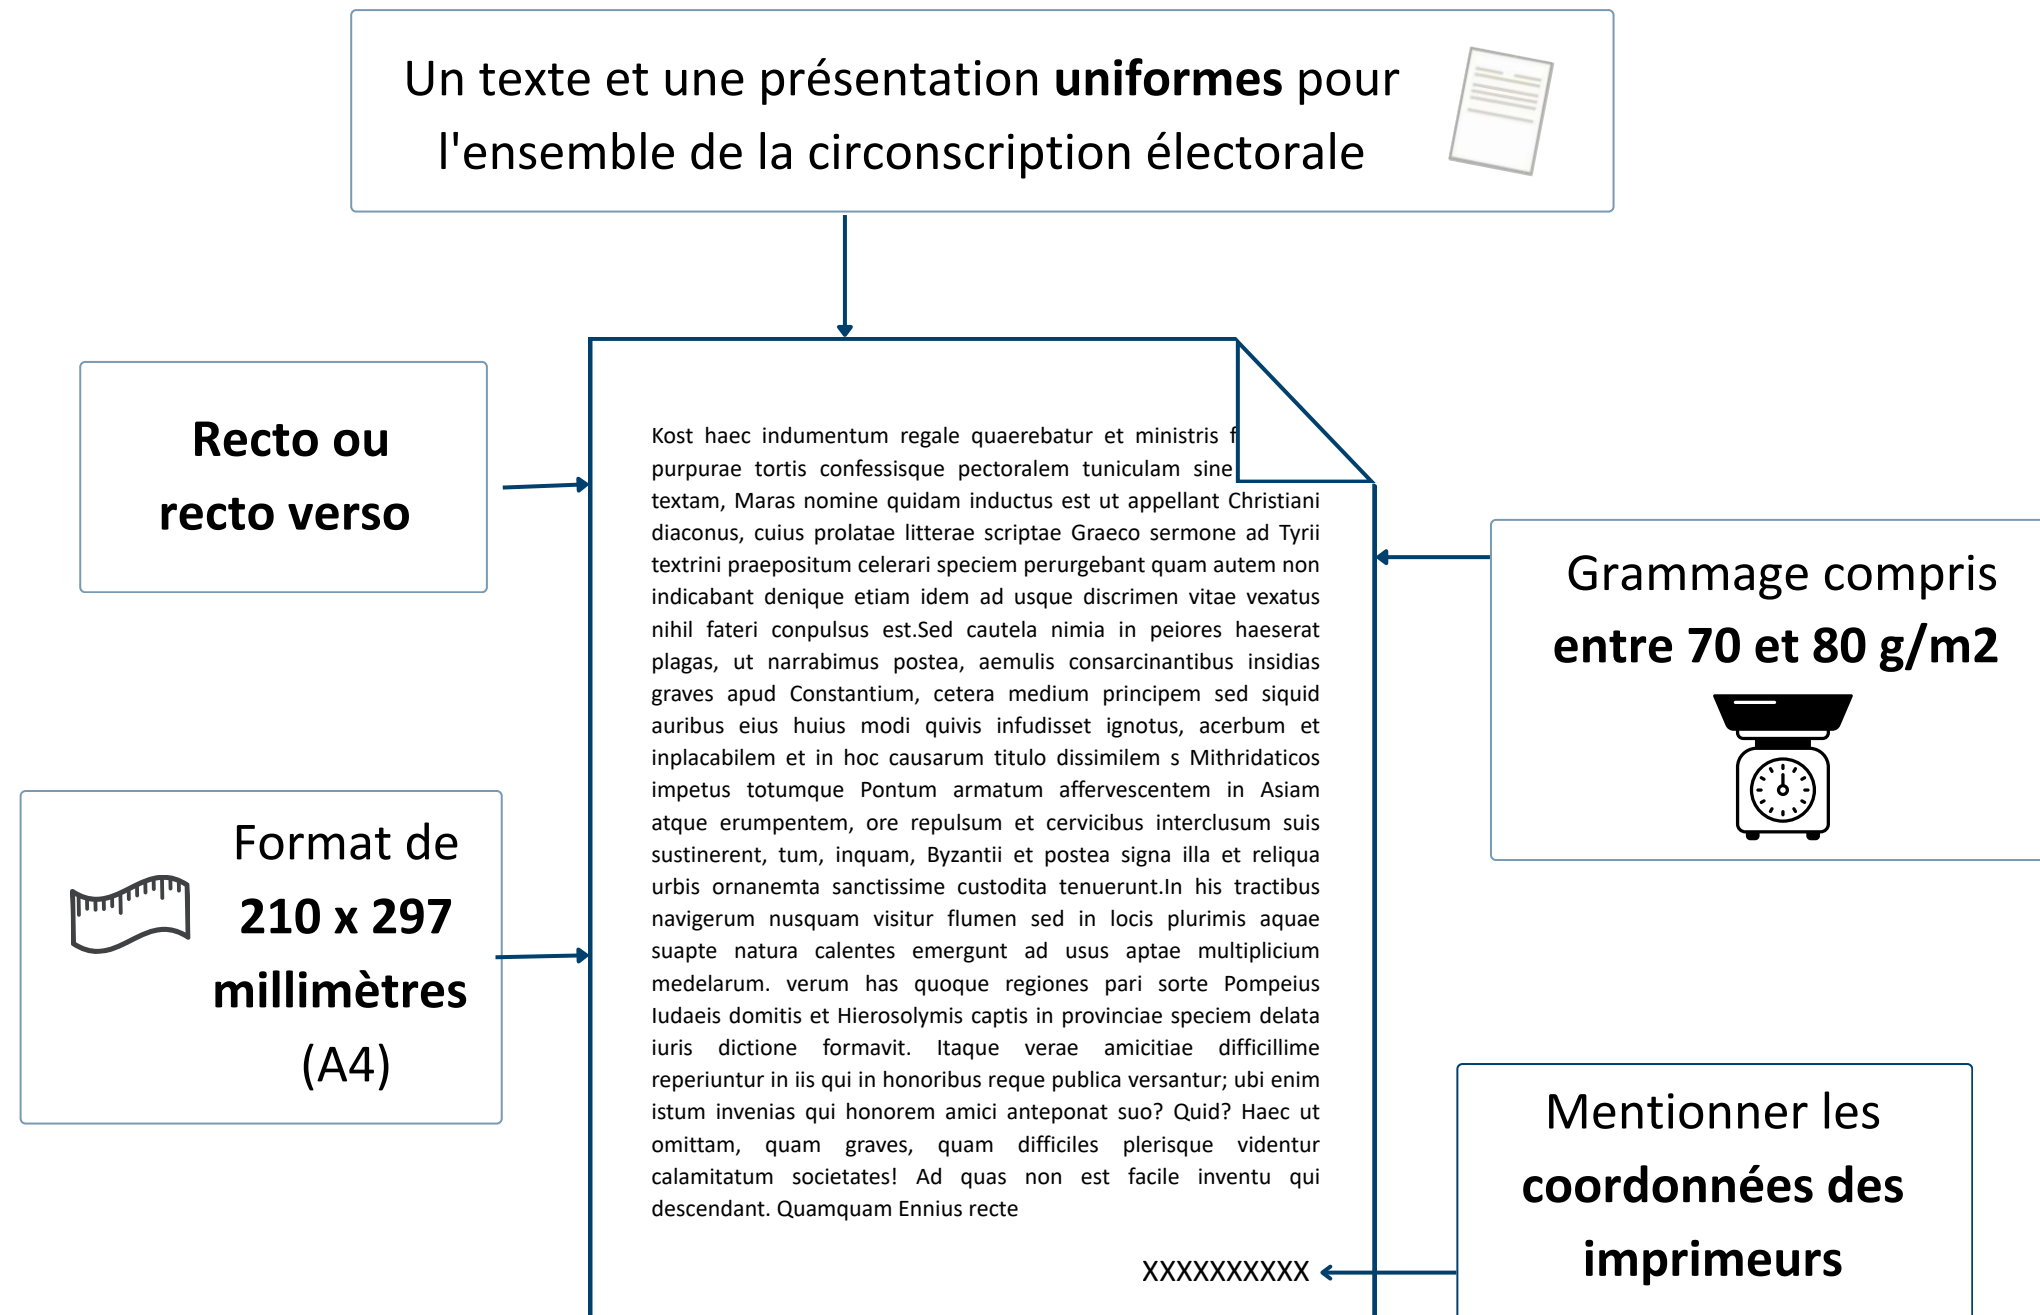 Un texte et une présentation uniformes pour
l'ensemble de la circonscription électorale
Recto ou
recto verso
Format de
210 x 297
millimètres
(A4)
Kost haec indumentum regale quaerebatur et ministris f
purpurae tortis confessisque pectoralem tuniculam sine
textam, Maras nomine quidam inductus est ut appellant Christiani
diaconus, cuius prolatae litterae scriptae Graeco sermone ad Tyrii
textrini praepositum celerari speciem perurgebant quam autem non
indicabant denique etiam idem ad usque discrimen vitae vexatus
nihil fateri conpulsus est.Sed cautela nimia in peiores haeserat
plagas, ut narrabimus postea, aemulis consarcinantibus insidias
graves apud Constantium, cetera medium principem sed siquid
auribus eius huius modi quivis infudisset ignotus, acerbum et
inplacabilem et in hoc causarum titulo dissimilem s Mithridaticos
impetus totumque Pontum armatum affervescentem in Asiam
atque erumpentem, ore repulsum et cervicibus interclusum suis
sustinerent, tum, inquam, Byzantii et postea signa illa et reliqua
urbis ornanemta sanctissime custodita tenuerunt.In his tractibus
navigerum nusquam visitur flumen sed in locis plurimis aquae
suapte natura calentes emergunt ad usus aptae multiplicium
medelarum. verum has quoque regiones pari sorte Pompeius
Iudaeis domitis et Hierosolymis captis in provinciae speciem delata
iuris dictione formavit. Itaque verae amicitiae difficillime
reperiuntur in iis qui in honoribus reque publica versantur; ubi enim
istum invenias qui honorem amici anteponat suo? Quid? Haec ut
omittam, quam graves, quam difficiles plerisque videntur
calamitatum societates! Ad quas non est facile inventu qui
descendant. Quamquam Ennius recte
XXXXXXXXXX
Grammage compris
entre 70 et 80 g/m2
Mentionner les
coordonnées des
imprimeurs